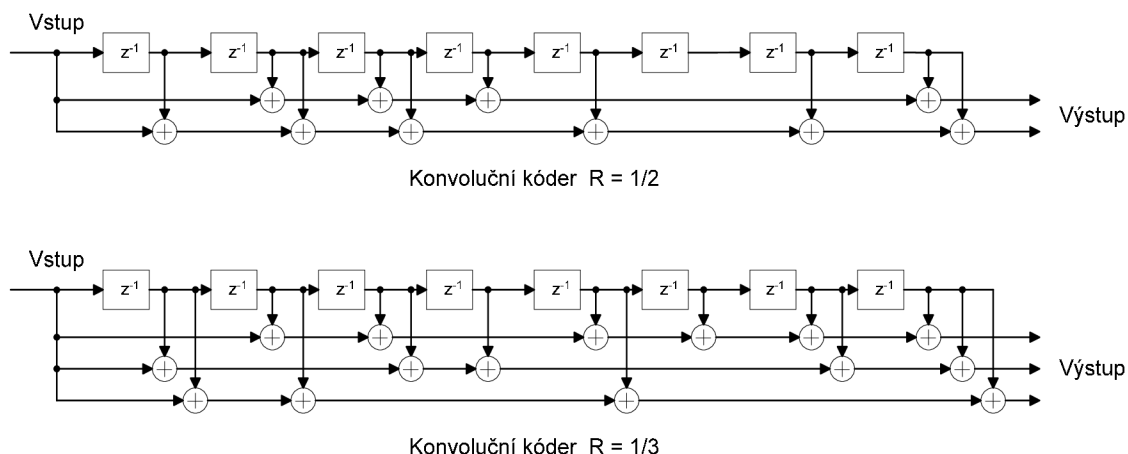 Vstup
z⁻¹ z⁻¹ z⁻¹ z⁻¹ z⁻¹ z⁻¹ z⁻¹ z⁻¹
Výstup
Konvoluční kóder R = 1/2
Vstup
z⁻¹ z⁻¹ z⁻¹ z⁻¹ z⁻¹ z⁻¹ z⁻¹ z⁻¹
Výstup
Konvoluční kóder R = 1/3